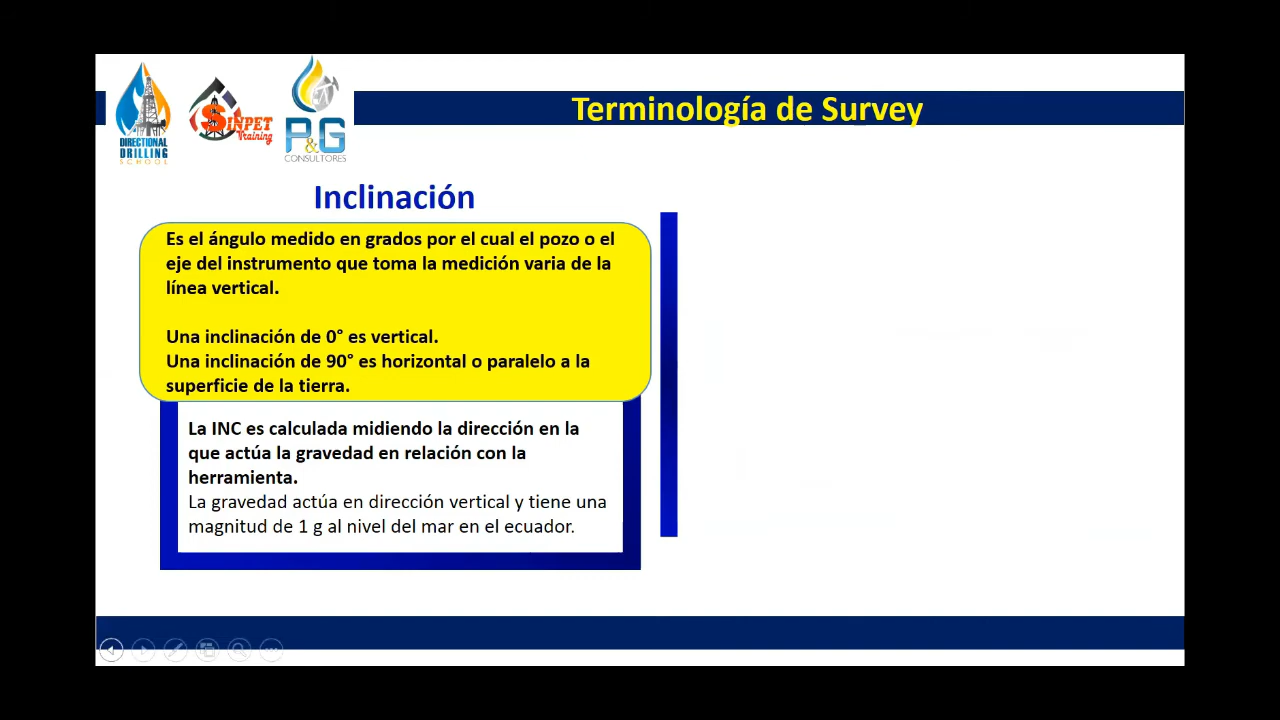 Terminología de Survey
DIRECTIONAL
DRILLING
SCHOOL
SINPET
Training
P&G
CONSULTORES
Inclinación
Es el ángulo medido en grados por el cual el pozo o el
eje del instrumento que toma la medición varia de la
línea vertical.
Una inclinación de 0° es vertical.
Una inclinación de 90° es horizontal o paralelo a la
superficie de la tierra.
La INC es calculada midiendo la dirección en la
que actúa la gravedad en relación con la
herramienta.
La gravedad actúa en dirección vertical y tiene una
magnitud de 1 g al nivel del mar en el ecuador.